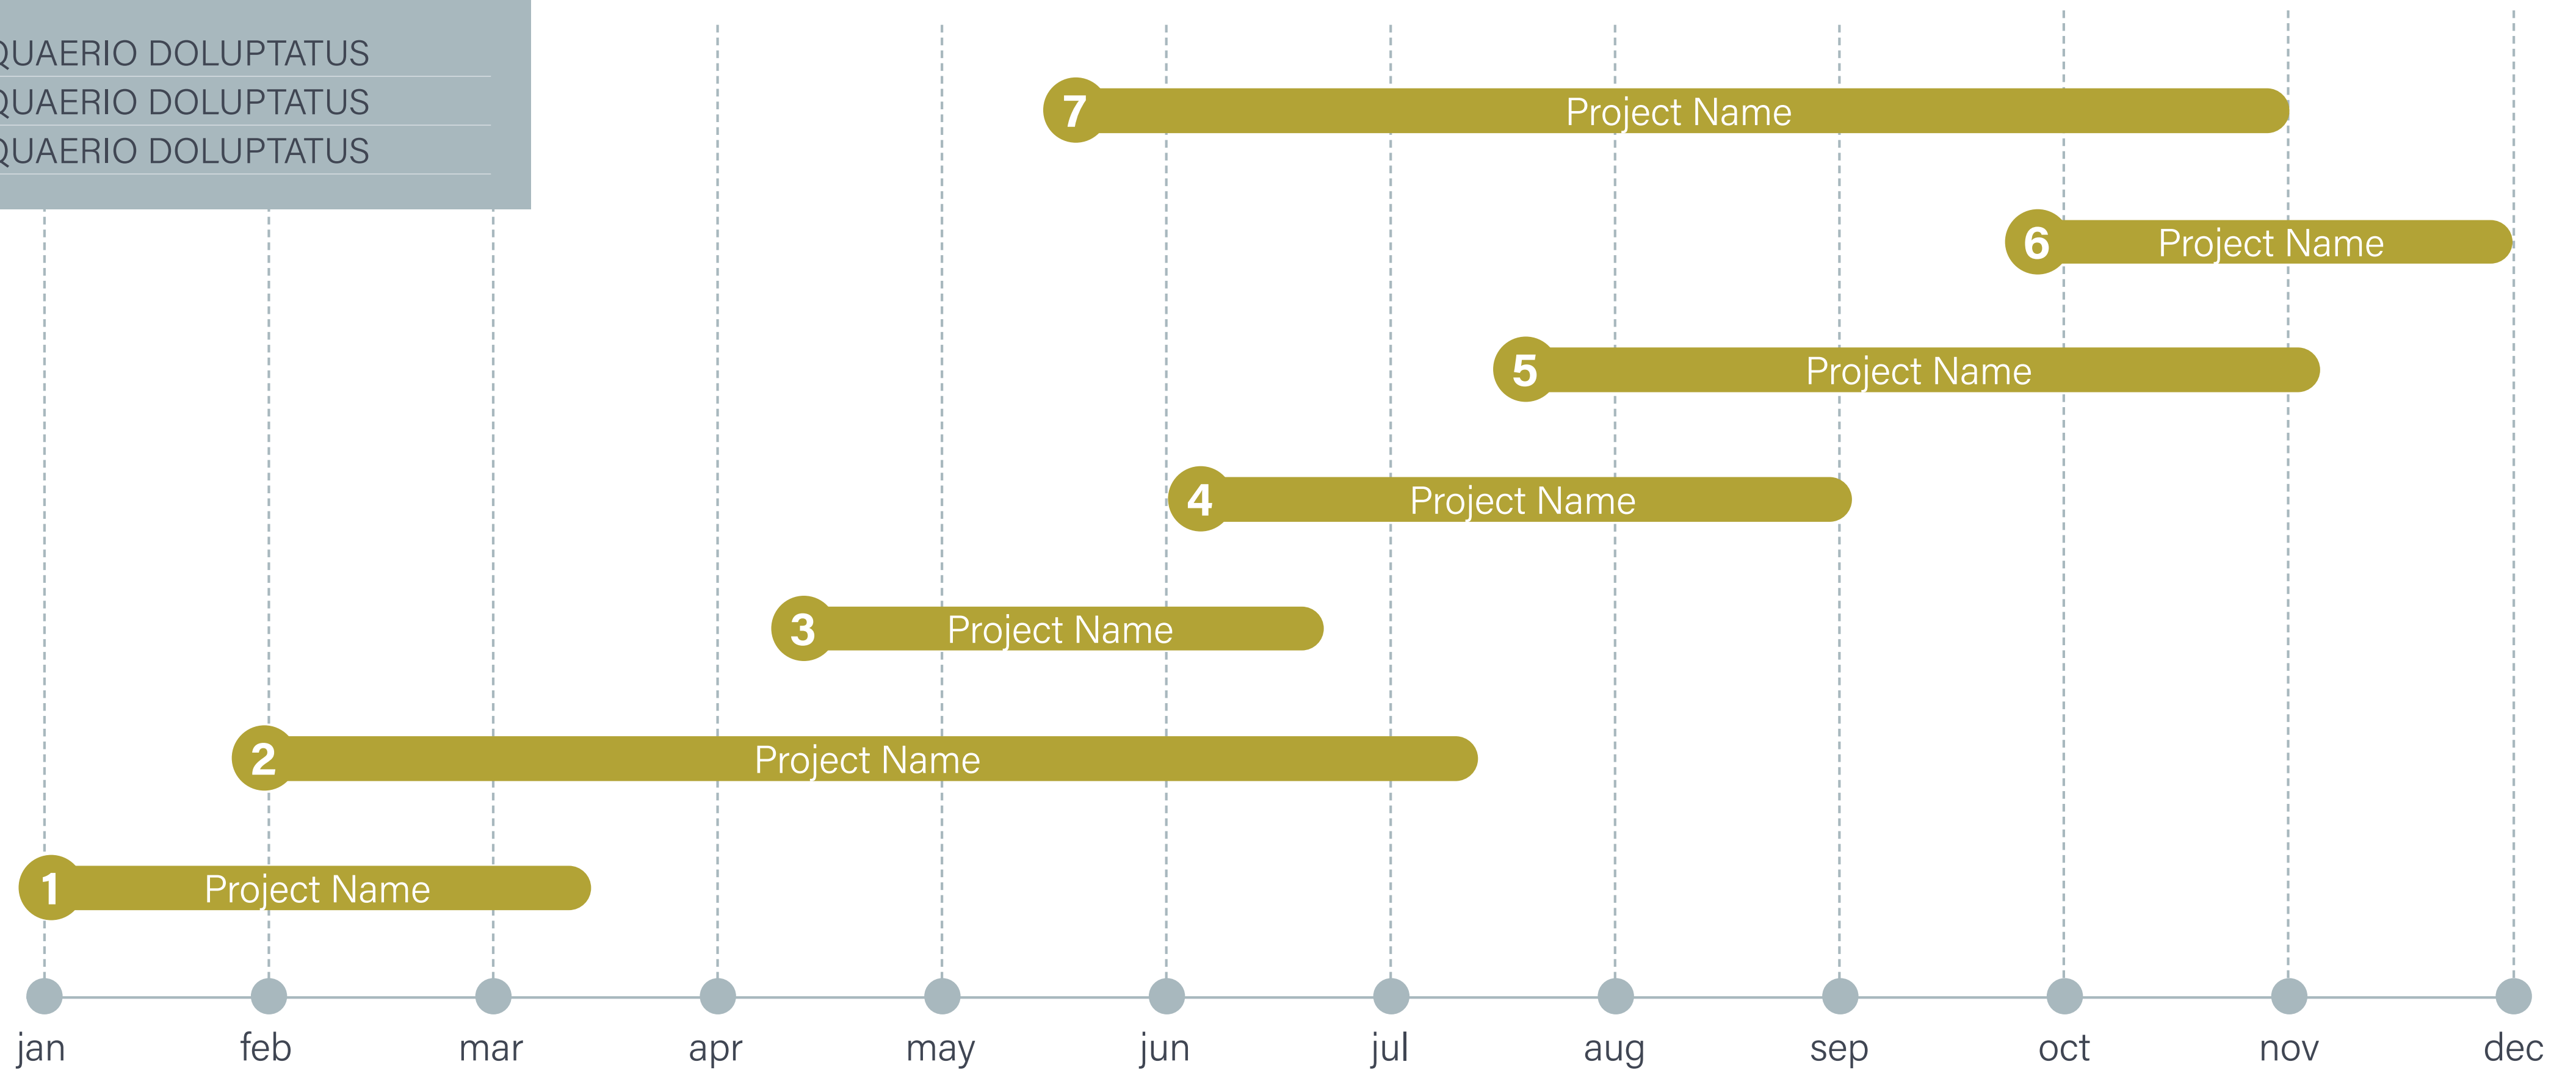 QUAERIO DOLUPTATUS
QUAERIO DOLUPTATUS
QUAERIO DOLUPTATUS
7 Project Name
6 Project Name
5 Project Name
4 Project Name
3 Project Name
2 Project Name
1 Project Name
jan feb mar apr may jun jul aug sep oct nov dec